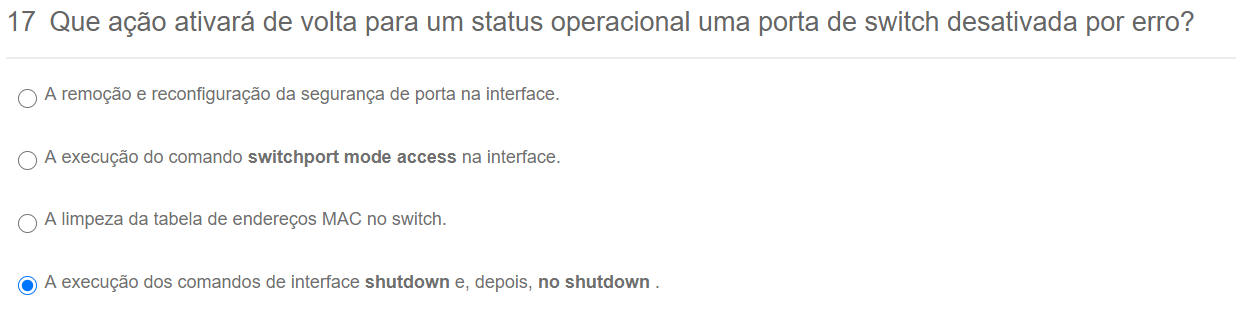 17 Que ação ativará de volta para um status operacional uma porta de switch desativada por erro?
A remoção e reconfiguração da segurança de porta na interface.
A execução do comando switchport mode access na interface.
A limpeza da tabela de endereços MAC no switch.
A execução dos comandos de interface shutdown e, depois, no shutdown .